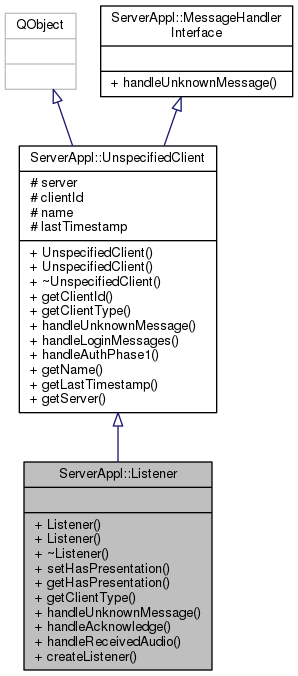 QObject
ServerAppl::MessageHandler
Interface
+ handleUnknownMessage()
ServerAppl::UnspecifiedClient
# server
# clientId
# name
# lastTimestamp
+ UnspecifiedClient()
+ UnspecifiedClient()
+ ~UnspecifiedClient()
+ getClientId()
+ getClientType()
+ handleUnknownMessage()
+ handleLoginMessages()
+ handleAuthPhase1()
+ getName()
+ getLastTimestamp()
+ getServer()
ServerAppl::Listener
+ Listener()
+ Listener()
+ ~Listener()
+ setHasPresentation()
+ getHasPresentation()
+ getClientType()
+ handleUnknownMessage()
+ handleAcknowledge()
+ handleReceivedAudio()
+ createListener()